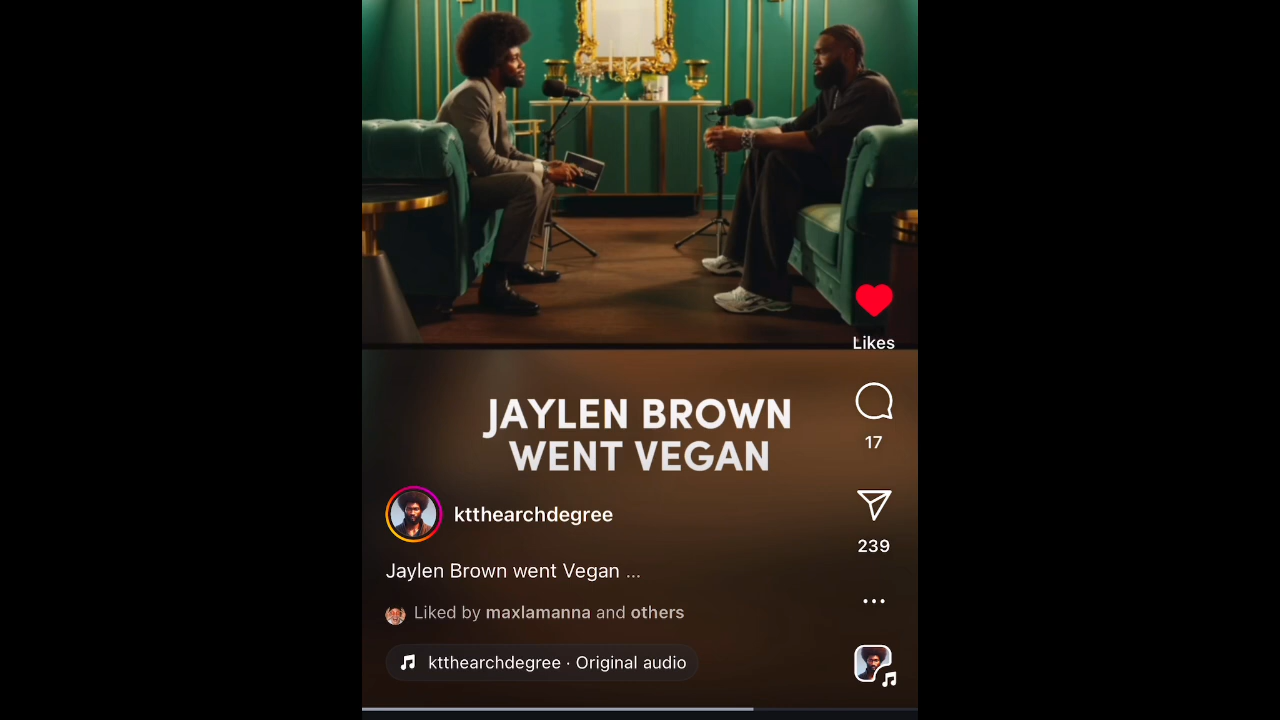 Likes
JAYLEN BROWN
WENT VEGAN
17
ktthearchdegree
239
Jaylen Brown went Vegan ...
Liked by maxlamanna and others
ktthearchdegree · Original audio